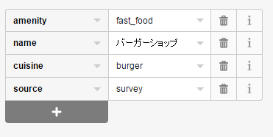 amenity fast_food
name バーガーショップ
cuisine burger
source survey